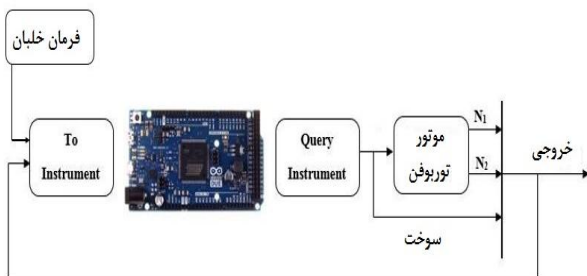 فرمان خلبان
To
Instrument
Query
Instrument
موتور
توربوفن
N1
N2
خروجی
سوخت